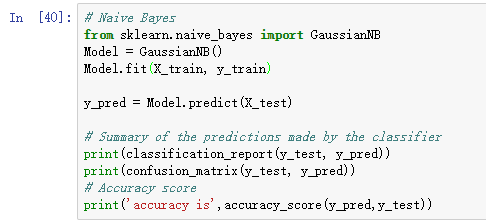 In [40]:
# Naive Bayes
from sklearn.naive_bayes import GaussianNB
Model = GaussianNB()
Model.fit(X_train, y_train)
y_pred = Model.predict(X_test)
# Summary of the predictions made by the classifier
print(classification_report(y_test, y_pred))
print(confusion_matrix(y_test, y_pred))
# Accuracy score
print('accuracy is',accuracy_score(y_pred,y_test))